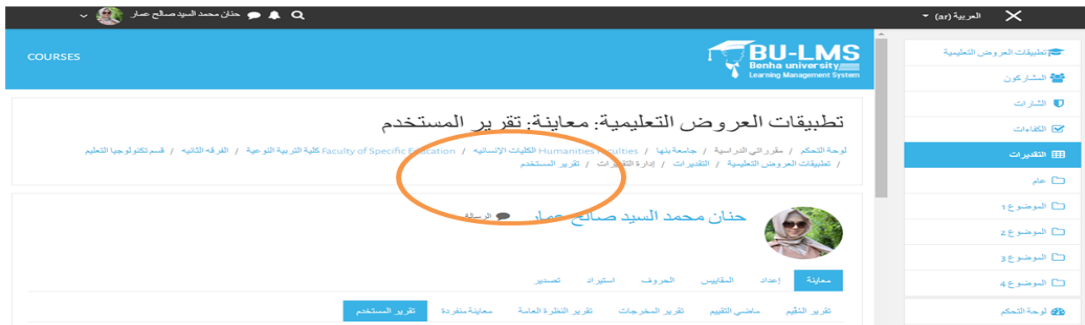 العربية (ar)
حنان محمد السيد صالح عمار
COURSES
BU-LMS
Benha university
Learning Management System
تطبيقات العروض التعليمية: معاينة: تقرير المستخدم
لوحة التحكم / مقرراتي الدراسية / جامعة بنها / Humanities Faculties الكليات الإنسانيه / Faculty of Specific Education كلية التربية النوعية / الفرقه الثانيه / قسم تكنولوجيا التعليم
/ تطبيقات العروض التعليمية / التقديرات / إدارة التقديرات / تقرير المستخدم
حنان محمد السيد صالح عمار الرسالة
معاينة إعداد المقاييس الحروف استيراد تصدير
تقرير المُقيم ماضي التقييم تقرير المخرجات تقرير النظرة العامة معاينة منفردة تقرير المستخدم
تطبيقات العروض التعليمية
المشاركون
الشارات
الكفاءات
التقديرات
عام
الموضوع 1
الموضوع 2
الموضوع 3
الموضوع 4
لوحة التحكم